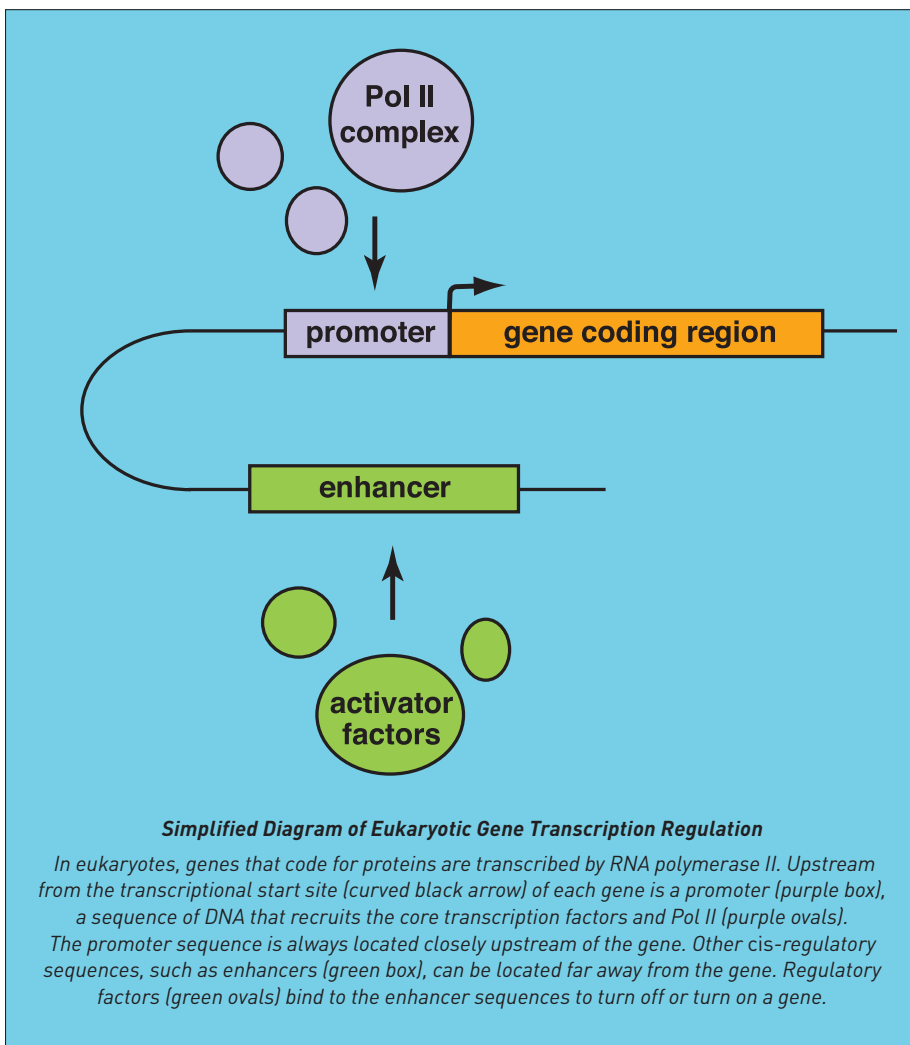 Pol II
complex
promoter
gene coding region
enhancer
activator
factors
Simplified Diagram of Eukaryotic Gene Transcription Regulation
In eukaryotes, genes that code for proteins are transcribed by RNA polymerase II. Upstream
from the transcriptional start site (curved black arrow) of each gene is a promoter (purple box),
a sequence of DNA that recruits the core transcription factors and Pol II (purple ovals).
The promoter sequence is always located closely upstream of the gene. Other cis-regulatory
sequences, such as enhancers (green box), can be located far away from the gene. Regulatory
factors (green ovals) bind to the enhancer sequences to turn off or turn on a gene.